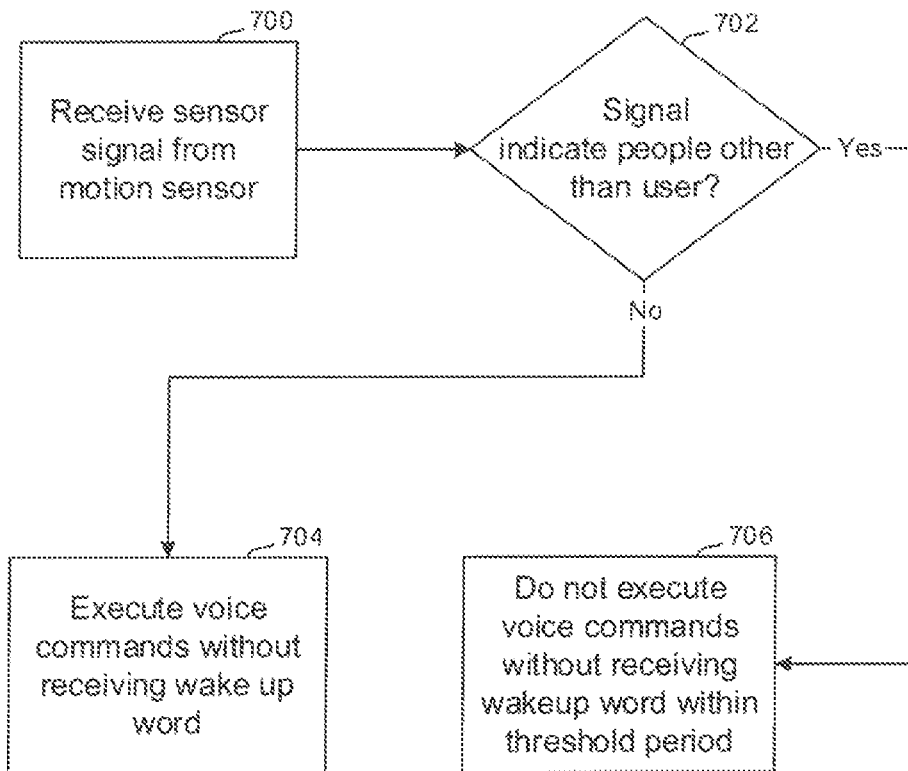 700
Receive sensor
signal from
motion sensor
702
Signal
indicate people other
than user?
Yes
No
704
Execute voice
commands without
receiving wake up
word
706
Do not execute
voice commands
without receiving
wakeup word within
threshold period